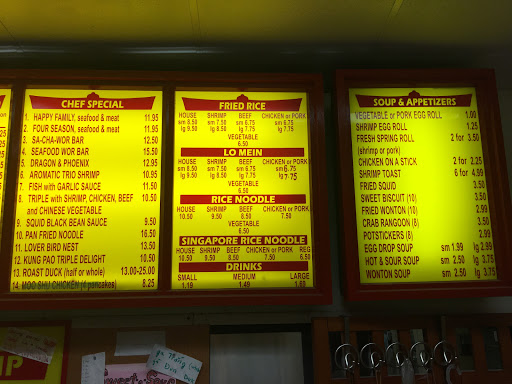 CHEF SPECIAL
1. HAPPY FAMILY, seafood & meat 11.95
2. FOUR SEASON, seafood & meat 11.95
3. SA-CHA-WOR BAR 12.50
4. SEAFOOD WOR BAR 12.50
5. DRAGON & PHOENIX 12.95
6. AROMATIC TRIO SHRIMP 10.95
7. FISH with GARLIC SAUCE 11.50
8. TRIPLE with SHRIMP, CHICKEN, BEEF 10.50
and CHINESE VEGETABLE
9. SQUID BLACK BEAN SAUCE 9.50
10. PAN FRIED NOODLE 16.50
11. LOVER BIRD NEST 13.50
12. KUNG PAO TRIPLE DELIGHT 10.50
13. ROAST DUCK (half or whole) 13.00-25.00
14. MOO SHU CHICKEN (4 pancakes) 8.25
FRIED RICE
HOUSE SHRIMP BEEF CHICKEN or PORK
sm 8.50 sm 7.50 sm 6.75 sm 6.75
lg 9.50 lg 8.50 lg 7.75 lg 7.75
VEGETABLE
6.50
LO MEIN
HOUSE SHRIMP BEEF CHICKEN or PORK
sm 8.50 sm 7.50 sm 6.75 sm 6.75
lg 9.50 lg 8.50 lg 7.75 lg 7.75
VEGETABLE
6.50
RICE NOODLE
HOUSE SHRIMP BEEF CHICKEN or PORK
10.50 9.50 8.50 7.50
VEGETABLE
6.50
SINGAPORE RICE NOODLE
HOUSE SHRIMP BEEF CHICKEN or PORK REG
10.50 9.50 8.50 7.50 6.50
DRINKS
SMALL MEDIUM LARGE
1.19 1.49 1.89
SOUP & APPETIZERS
VEGETABLE or PORK EGG ROLL 1.00
SHRIMP EGG ROLL 1.25
FRESH SPRING ROLL 2 for 3.50
(shrimp or pork)
CHICKEN ON A STICK 2 for 2.25
SHRIMP TOAST 6 for 4.99
FRIED SQUID 3.50
SWEET BISCUIT (10) 3.50
FRIED WONTON (10) 2.99
CRAB RANGOON (8) 3.50
POTSTICKERS (8) 3.50
EGG DROP SOUP sm 1.99 lg 2.99
HOT & SOUR SOUP sm 2.50 lg 3.75
WONTON SOUP sm 2.50 lg 3.75